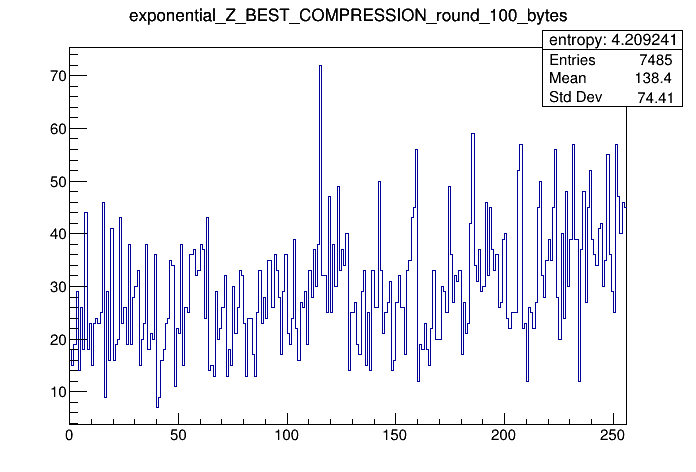 exponential_Z_BEST_COMPRESSION_round_100_bytes
entropy: 4.209241
Entries 7485
Mean 138.4
Std Dev 74.41
70
60
50
40
30
20
10
0 50 100 150 200 250